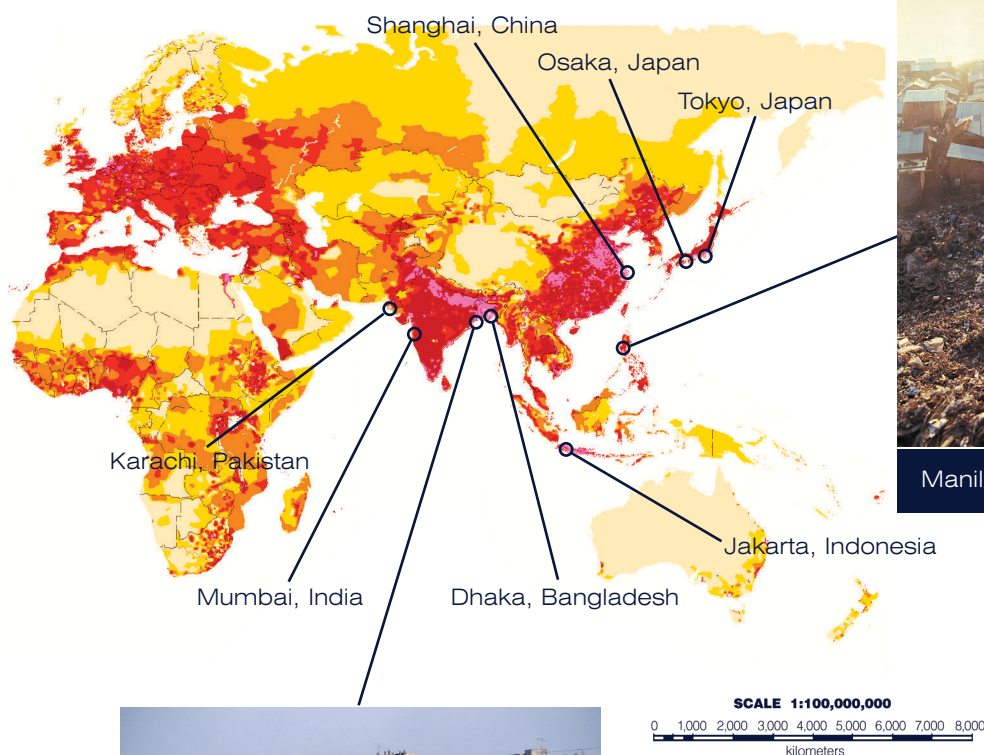 Shanghai, China
Osaka, Japan
Tokyo, Japan
Karachi, Pakistan
Manil
Jakarta, Indonesia
Mumbai, India
Dhaka, Bangladesh
SCALE 1:100,000,000
0 1,000 2,000 3,000 4,000 5,000 6,000 7,000 8,000
kilometers